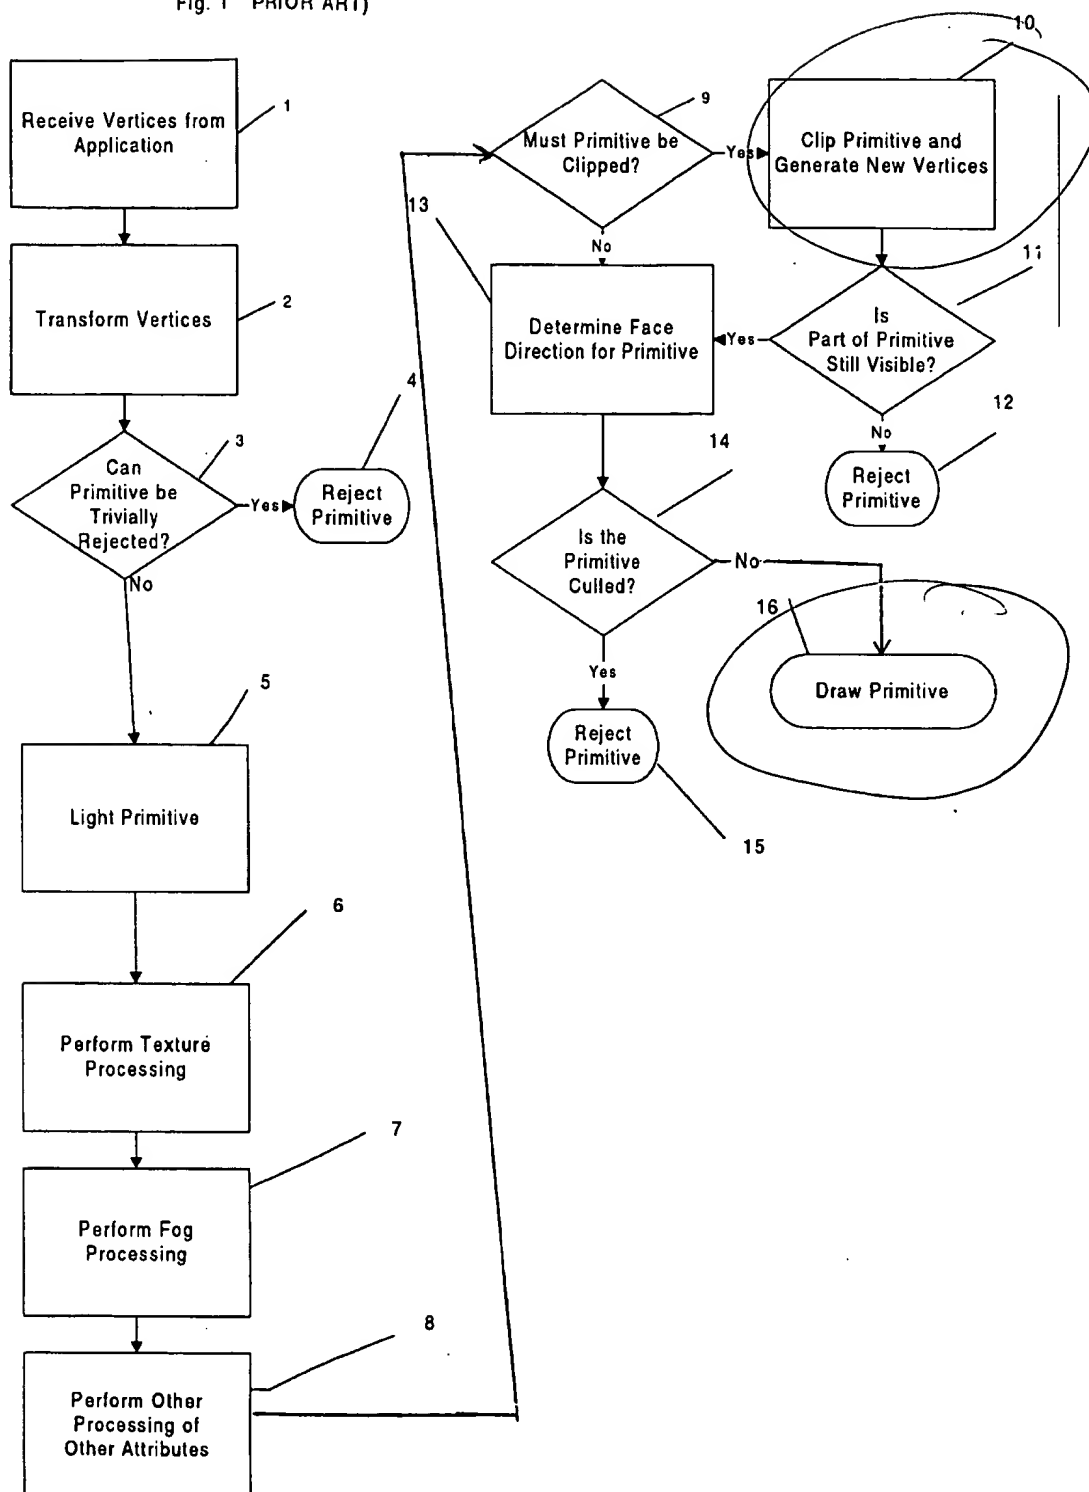 Fig. 1 PRIOR ART)
Receive Vertices from
Application
1
Transform Vertices
2
Can
Primitive be
Trivially
Rejected?
3
Yes
Reject
Primitive
4
No
Light Primitive
5
Perform Texture
Processing
6
Perform Fog
Processing
7
Perform Other
Processing of
Other Attributes
8
Must Primitive be
Clipped?
9
Yes
Clip Primitive and
Generate New Vertices
10
No
Is
Part of Primitive
Still Visible?
11
Yes
No
Reject
Primitive
12
Determine Face
Direction for Primitive
13
Is the
Primitive
Culled?
14
Yes
Reject
Primitive
15
No
Draw Primitive
16